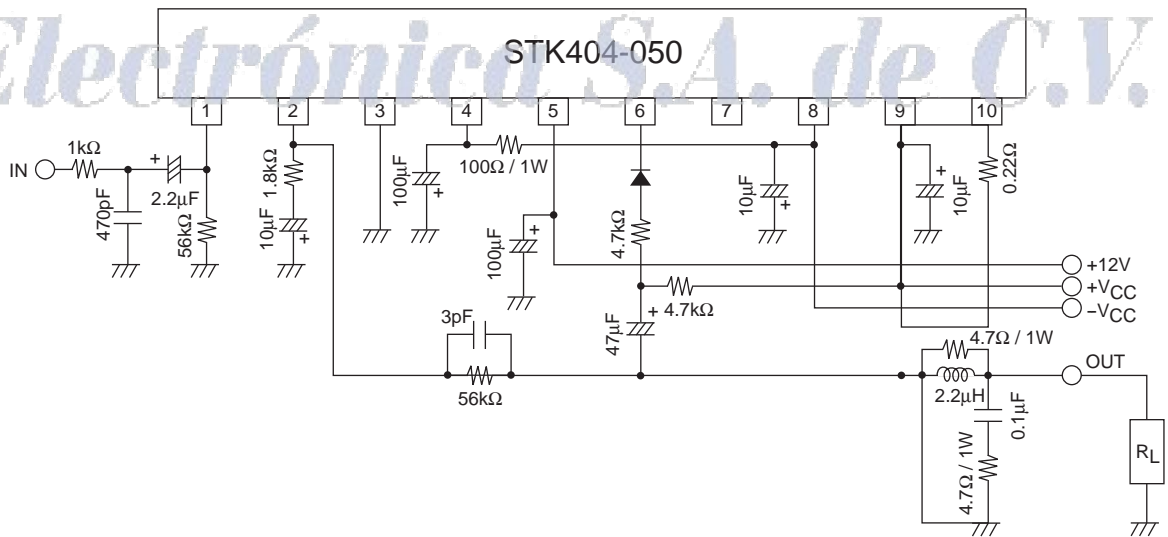 Electrónica S.A. de C.V.
STK404-050
1 2 3 4 5 6 7 8 9 10
IN
1kΩ
470pF
+
2.2μF
56kΩ
1.8kΩ
10μF
+
100μF
+
100Ω / 1W
100μF
+
4.7kΩ
+
4.7kΩ
47μF
10μF
+
+
10μF
0.22Ω
+12V
+VCC
−VCC
3pF
56kΩ
4.7Ω / 1W
2.2μH
OUT
0.1μF
4.7Ω / 1W
RL